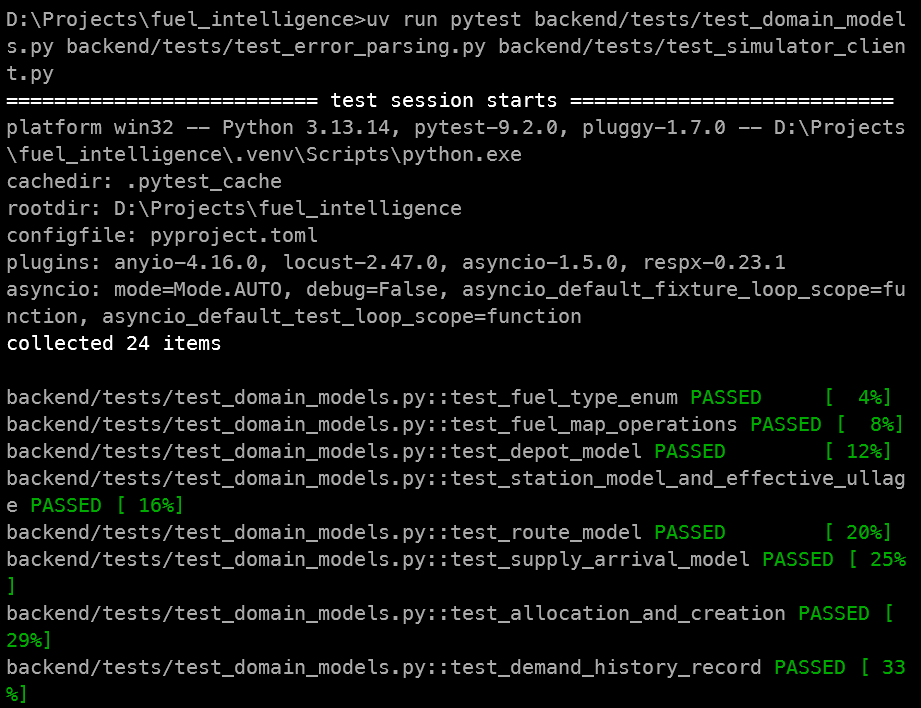 D:\Projects\fuel_intelligence>uv run pytest backend/tests/test_domain_model
s.py backend/tests/test_error_parsing.py backend/tests/test_simulator_clien
t.py
========================== test session starts ===========================
platform win32 -- Python 3.13.14, pytest-9.2.0, pluggy-1.7.0 -- D:\Projects
\fuel_intelligence\.venv\Scripts\python.exe
cachedir: .pytest_cache
rootdir: D:\Projects\fuel_intelligence
configfile: pyproject.toml
plugins: anyio-4.16.0, locust-2.47.0, asyncio-1.5.0, respx-0.23.1
asyncio: mode=Mode.AUTO, debug=False, asyncio_default_fixture_loop_scope=fu
nction, asyncio_default_test_loop_scope=function
collected 24 items
backend/tests/test_domain_models.py::test_fuel_type_enum PASSED     [  4%]
backend/tests/test_domain_models.py::test_fuel_map_operations PASSED [  8%]
backend/tests/test_domain_models.py::test_depot_model PASSED        [ 12%]
backend/tests/test_domain_models.py::test_station_model_and_effective_ullag
e PASSED [ 16%]
backend/tests/test_domain_models.py::test_route_model PASSED        [ 20%]
backend/tests/test_domain_models.py::test_supply_arrival_model PASSED [ 25%
]
backend/tests/test_domain_models.py::test_allocation_and_creation PASSED [
29%]
backend/tests/test_domain_models.py::test_demand_history_record PASSED [ 33
%]